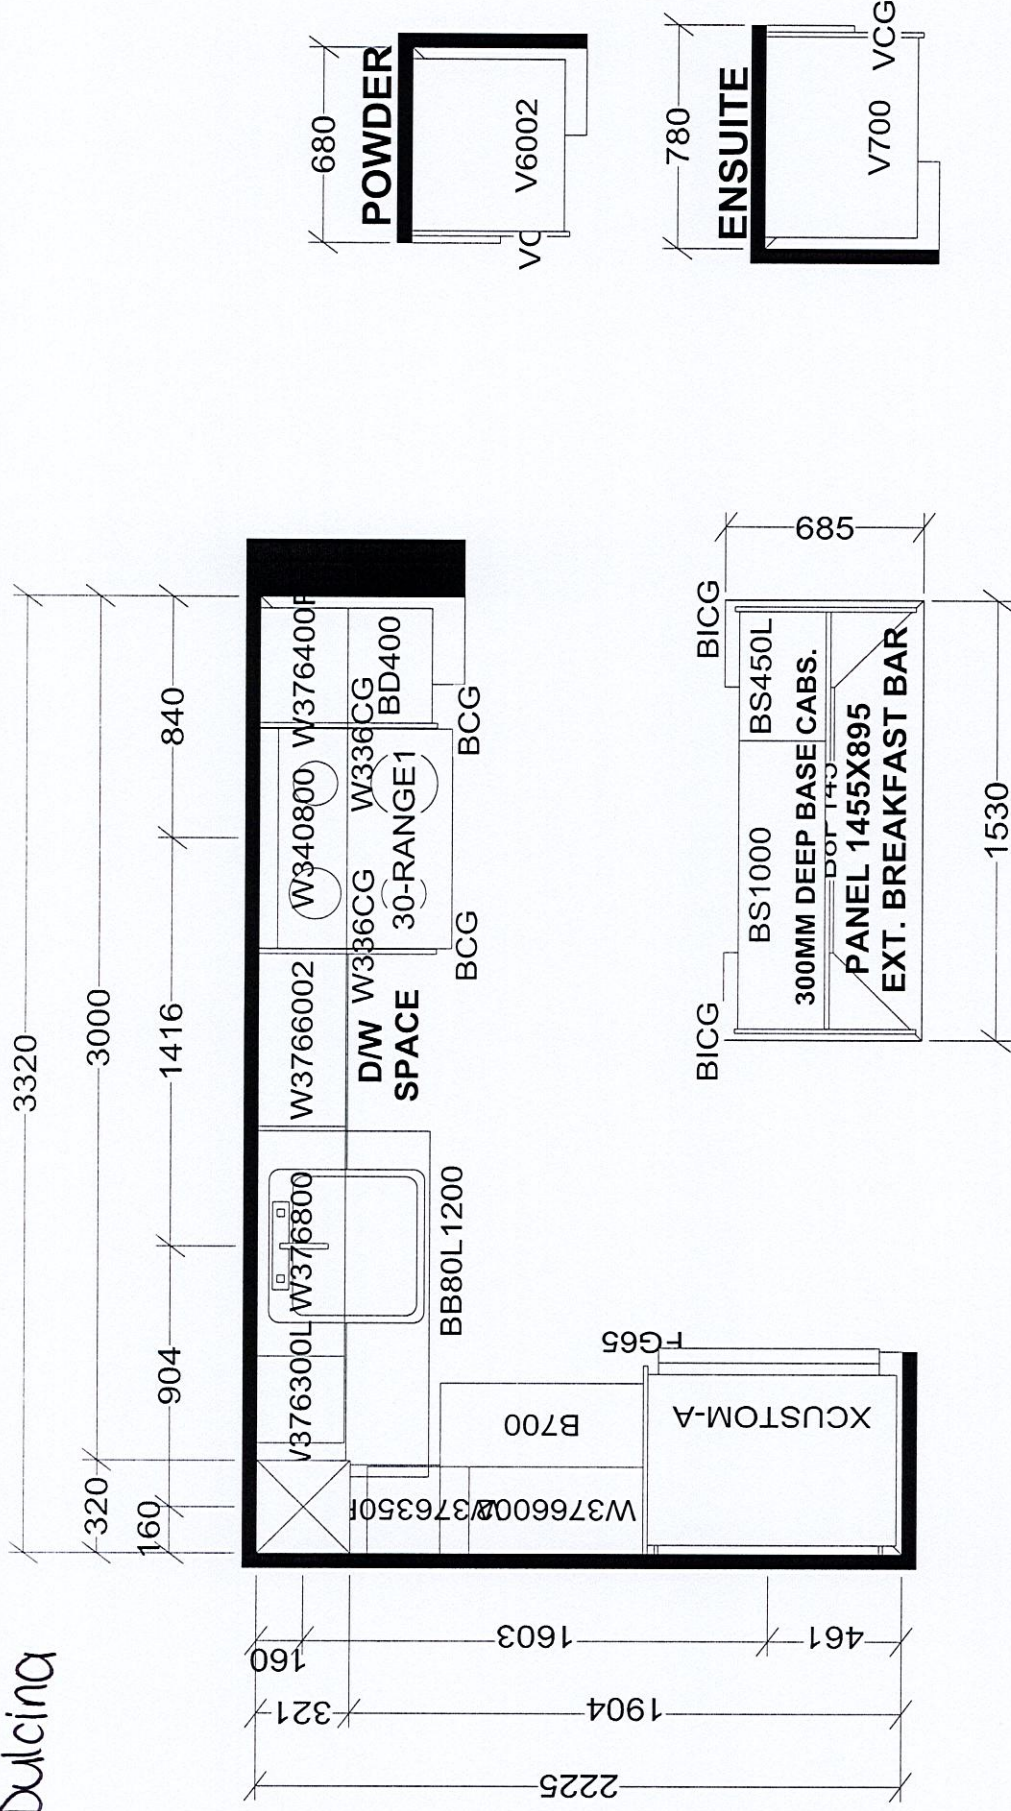 Dulcina
3320
3000
320
160
904
1416
840
W376300L
W376800
W3766002
W340800
W376400R
D/W
SPACE
W336CG
W336CG
30-RANGE1
BD400
BCG
BCG
BB80L1200
W376350R
W3766002
B700
XCUSTOM-A
FG65
160
1603
461
321
1904
2225
BICG
BICG
BS1000
BS450L
300MM DEEP BASE CABS.
PANEL 1455X895
EXT. BREAKFAST BAR
685
1530
680
POWDER
V6002
780
ENSUITE
V700
VCG